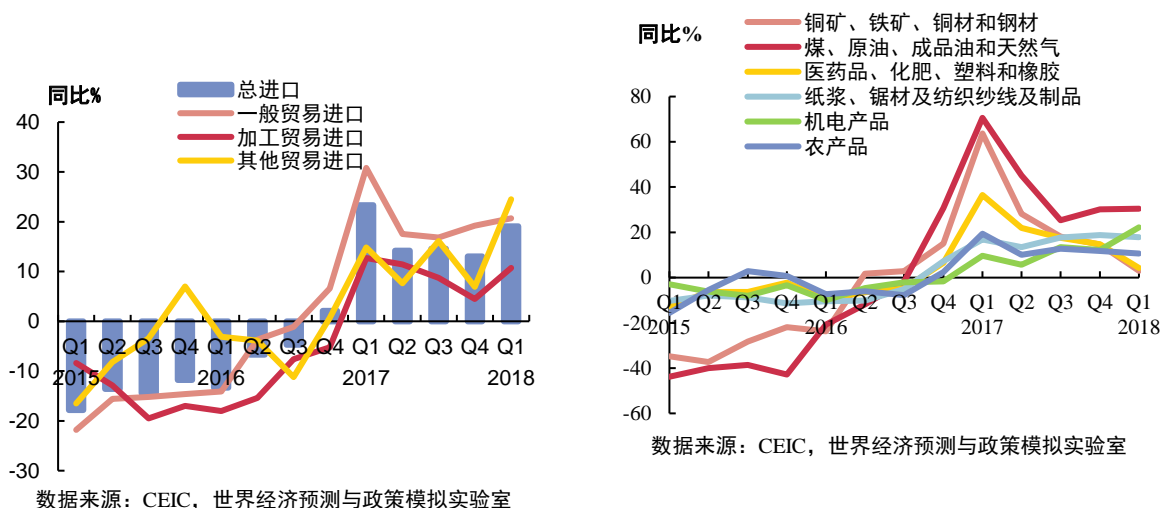 同比%
总进口
一般贸易进口
加工贸易进口
其他贸易进口
40
30
20
10
0
-10
-20
-30
Q1 Q2 Q3 Q4 Q1 Q2 Q3 Q4 Q1 Q2 Q3 Q4 Q1
2015 2016 2017 2018
数据来源：CEIC，世界经济预测与政策模拟实验室
同比%
铜矿、铁矿、铜材和钢材
煤、原油、成品油和天然气
医药品、化肥、塑料和橡胶
纸浆、锯材及纺织纱线及制品
机电产品
农产品
80
60
40
20
0
-20
-40
-60
Q1 Q2 Q3 Q4 Q1 Q2 Q3 Q4 Q1 Q2 Q3 Q4 Q1
2015 2016 2017 2018
数据来源：CEIC，世界经济预测与政策模拟实验室